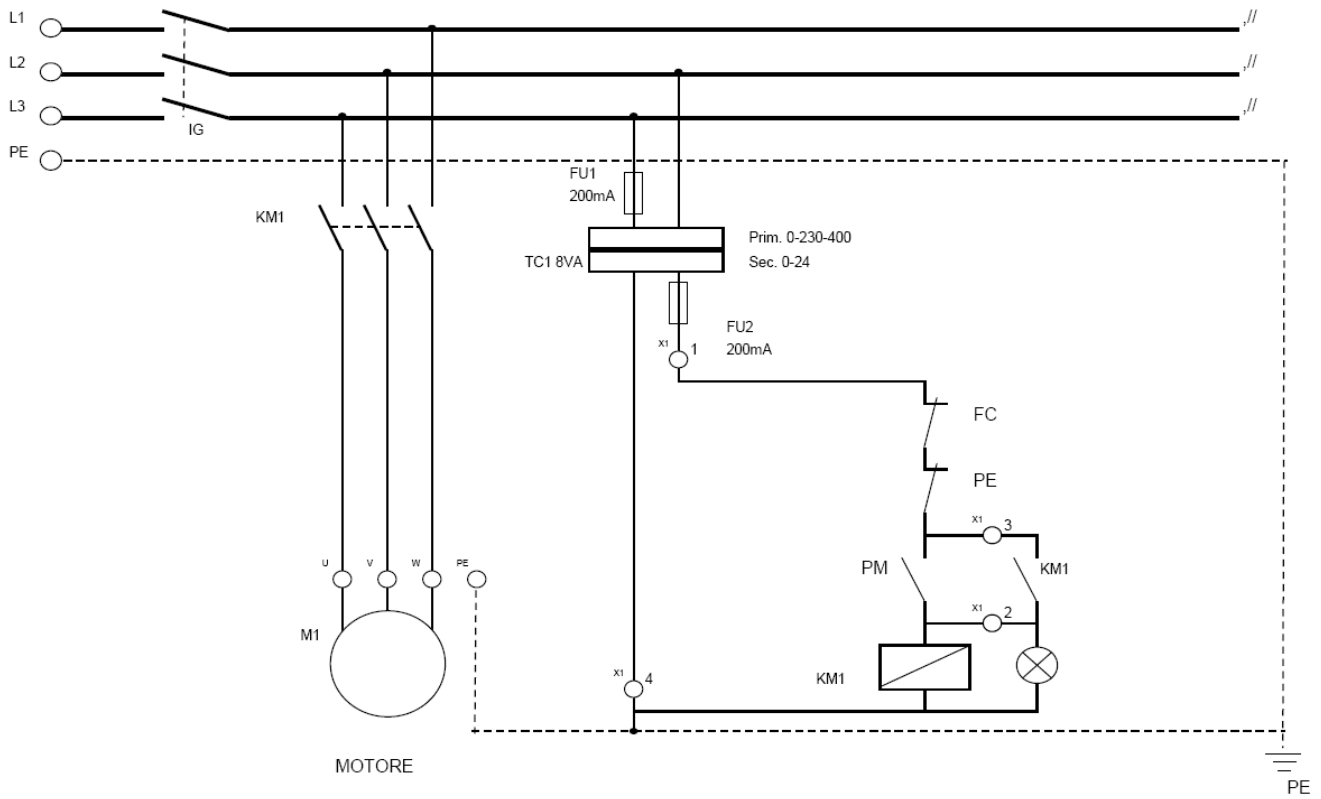 L1
,//
L2
,//
L3
,//
IG
PE
FU1
200mA
KM1
Prim. 0-230-400
TC1 8VA
Sec. 0-24
FU2
200mA
X1
1
FC
PE
X1
3
PM
KM1
U
V
W
PE
X1
2
M1
X1
4
KM1
MOTORE
PE